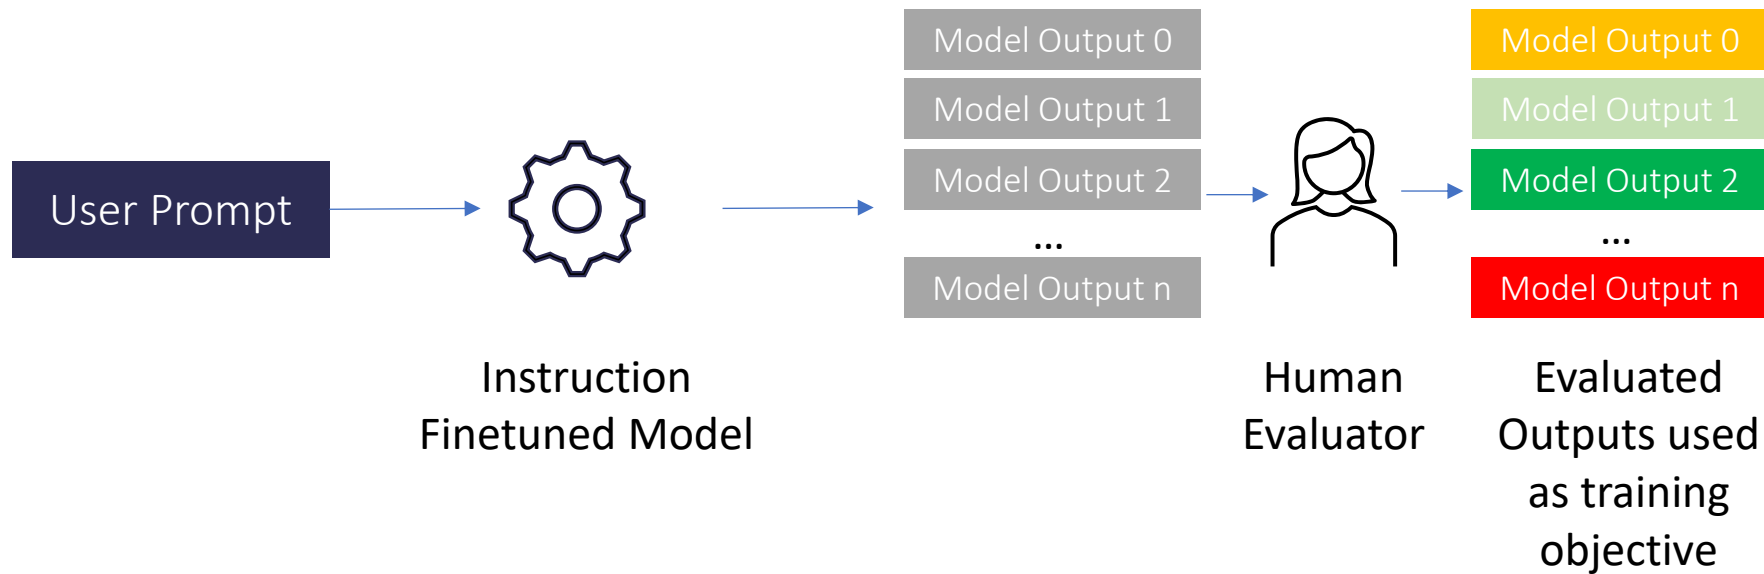 User Prompt
Instruction
Finetuned Model
Model Output 0
Model Output 1
Model Output 2
...
Model Output n
Human
Evaluator
Model Output 0
Model Output 1
Model Output 2
...
Model Output n
Evaluated
Outputs used
as training
objective